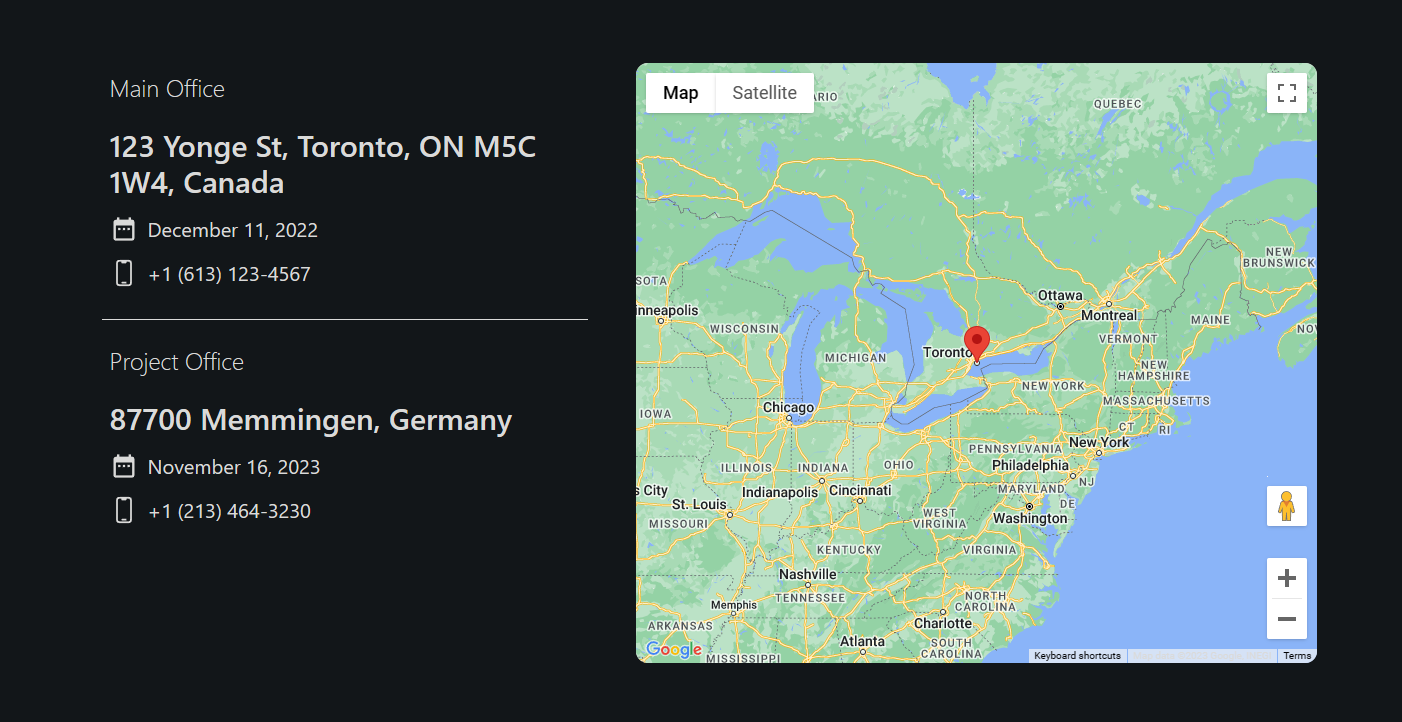 Main Office
123 Yonge St, Toronto, ON M5C
1W4, Canada
December 11, 2022
+1 (613) 123-4567
Project Office
87700 Memmingen, Germany
November 16, 2023
+1 (213) 464-3230
Map
Satellite
ARIO
QUEBEC
NEW
BRUNSWICK
SOTA
Ottawa
nneapolis
Montreal
MAINE
WISCONSIN
NO
VERMONT
Toronto
MICHIGAN
NEW
HAMPSHIRE
NEW YORK
MASSACHUSETTS
Chicago
IOWA
CT
RI
New York
PENNSYLVANIA
OHIO
Philadelphia
ILLINOIS
INDIANA
NJ
s City
Indianapolis
Cincinnati
MARYLAND
St. Louis
DE
WEST
VIRGINIA
Washington
MISSOURI
KENTUCKY
VIRGINIA
Nashville
TENNESSEE
NORTH
CAROLINA
Memphis
Charlotte
ARKANSAS
Atlanta
SOUTH
CAROLINA
Google
MISSISSIPPI
Keyboard shortcuts
Terms